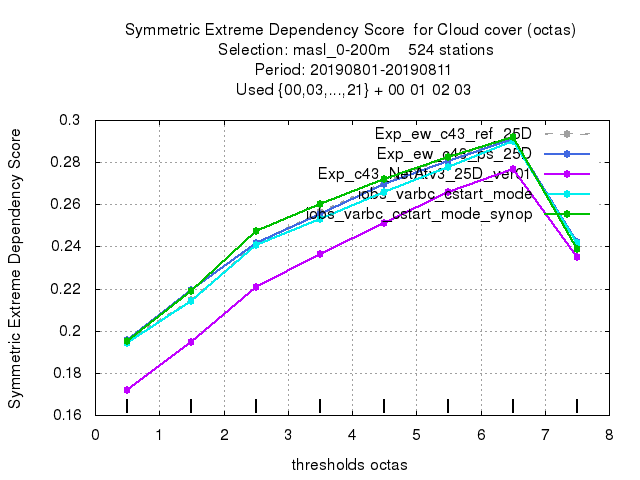 Symmetric Extreme Dependency Score for Cloud cover (octas)
Selection: masl_0-200m 524 stations
Period: 20190801-20190811
Used {00,03,...,21} + 00 01 02 03
Symmetric Extreme Dependency Score
0.3
0.28
0.26
0.24
0.22
0.2
0.18
0.16
Exp_ew_c43_ref_25D
Exp_ew_c43_ps_25D
Exp_c43_NetAtv3_25D_ver01
iobs_varbc_cstart_mode
iobs_varbc_cstart_mode_synop
0 1 2 3 4 5 6 7 8
thresholds octas